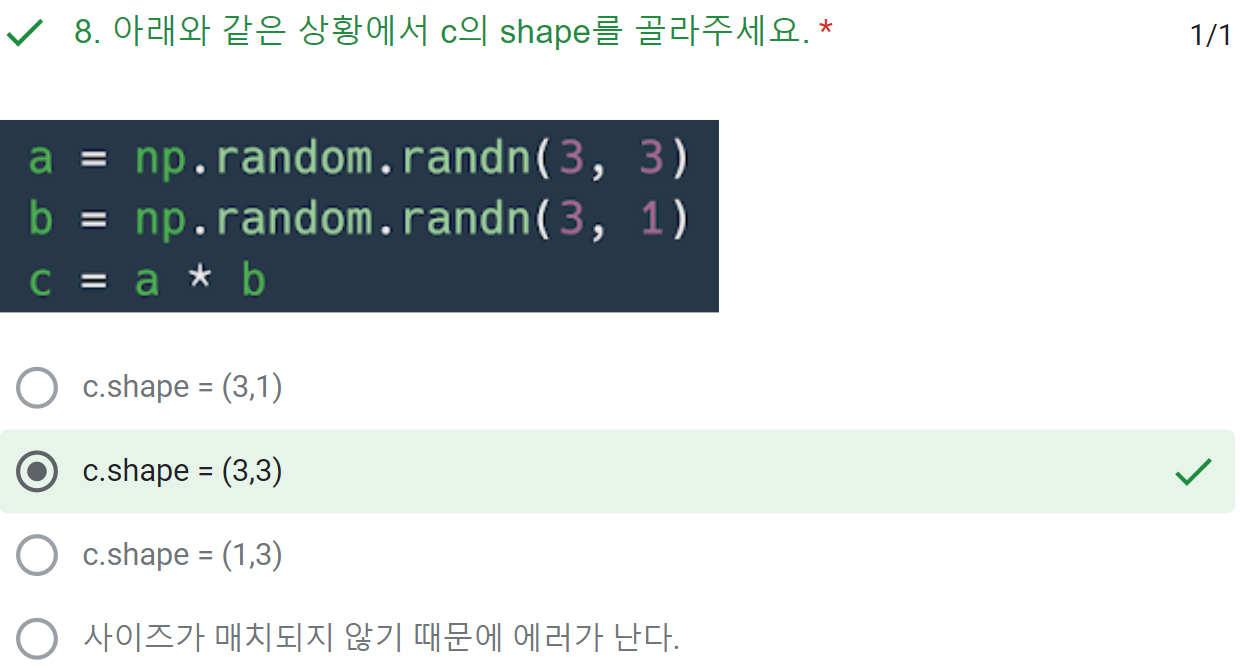 8. 아래와 같은 상황에서 c의 shape를 골라주세요. *
1/1
a = np.random.randn(3, 3)
b = np.random.randn(3, 1)
c = a * b
c.shape = (3,1)
c.shape = (3,3)
c.shape = (1,3)
사이즈가 매치되지 않기 때문에 에러가 난다.